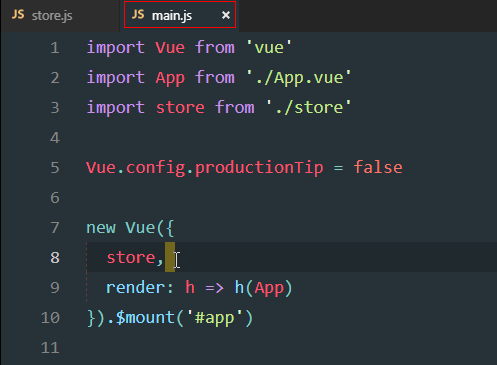 JS store.js JS main.js ×
1 import Vue from 'vue'
2 import App from './App.vue'
3 import store from './store'
4
5 Vue.config.productionTip = false
6
7 new Vue({
8 store,
9 render: h => h(App)
10 }).$mount('#app')
11